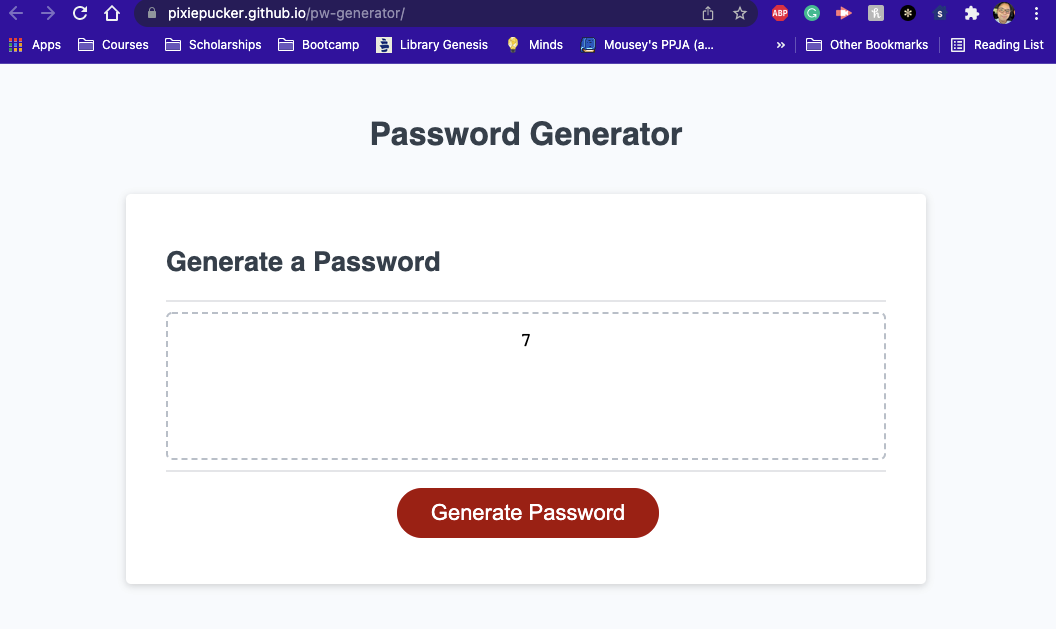 pixiepucker.github.io/pw-generator/
ABP
Apps Courses Scholarships Bootcamp Library Genesis Minds Mousey's PPJA (a... » Other Bookmarks Reading List
Password Generator
Generate a Password
7
Generate Password